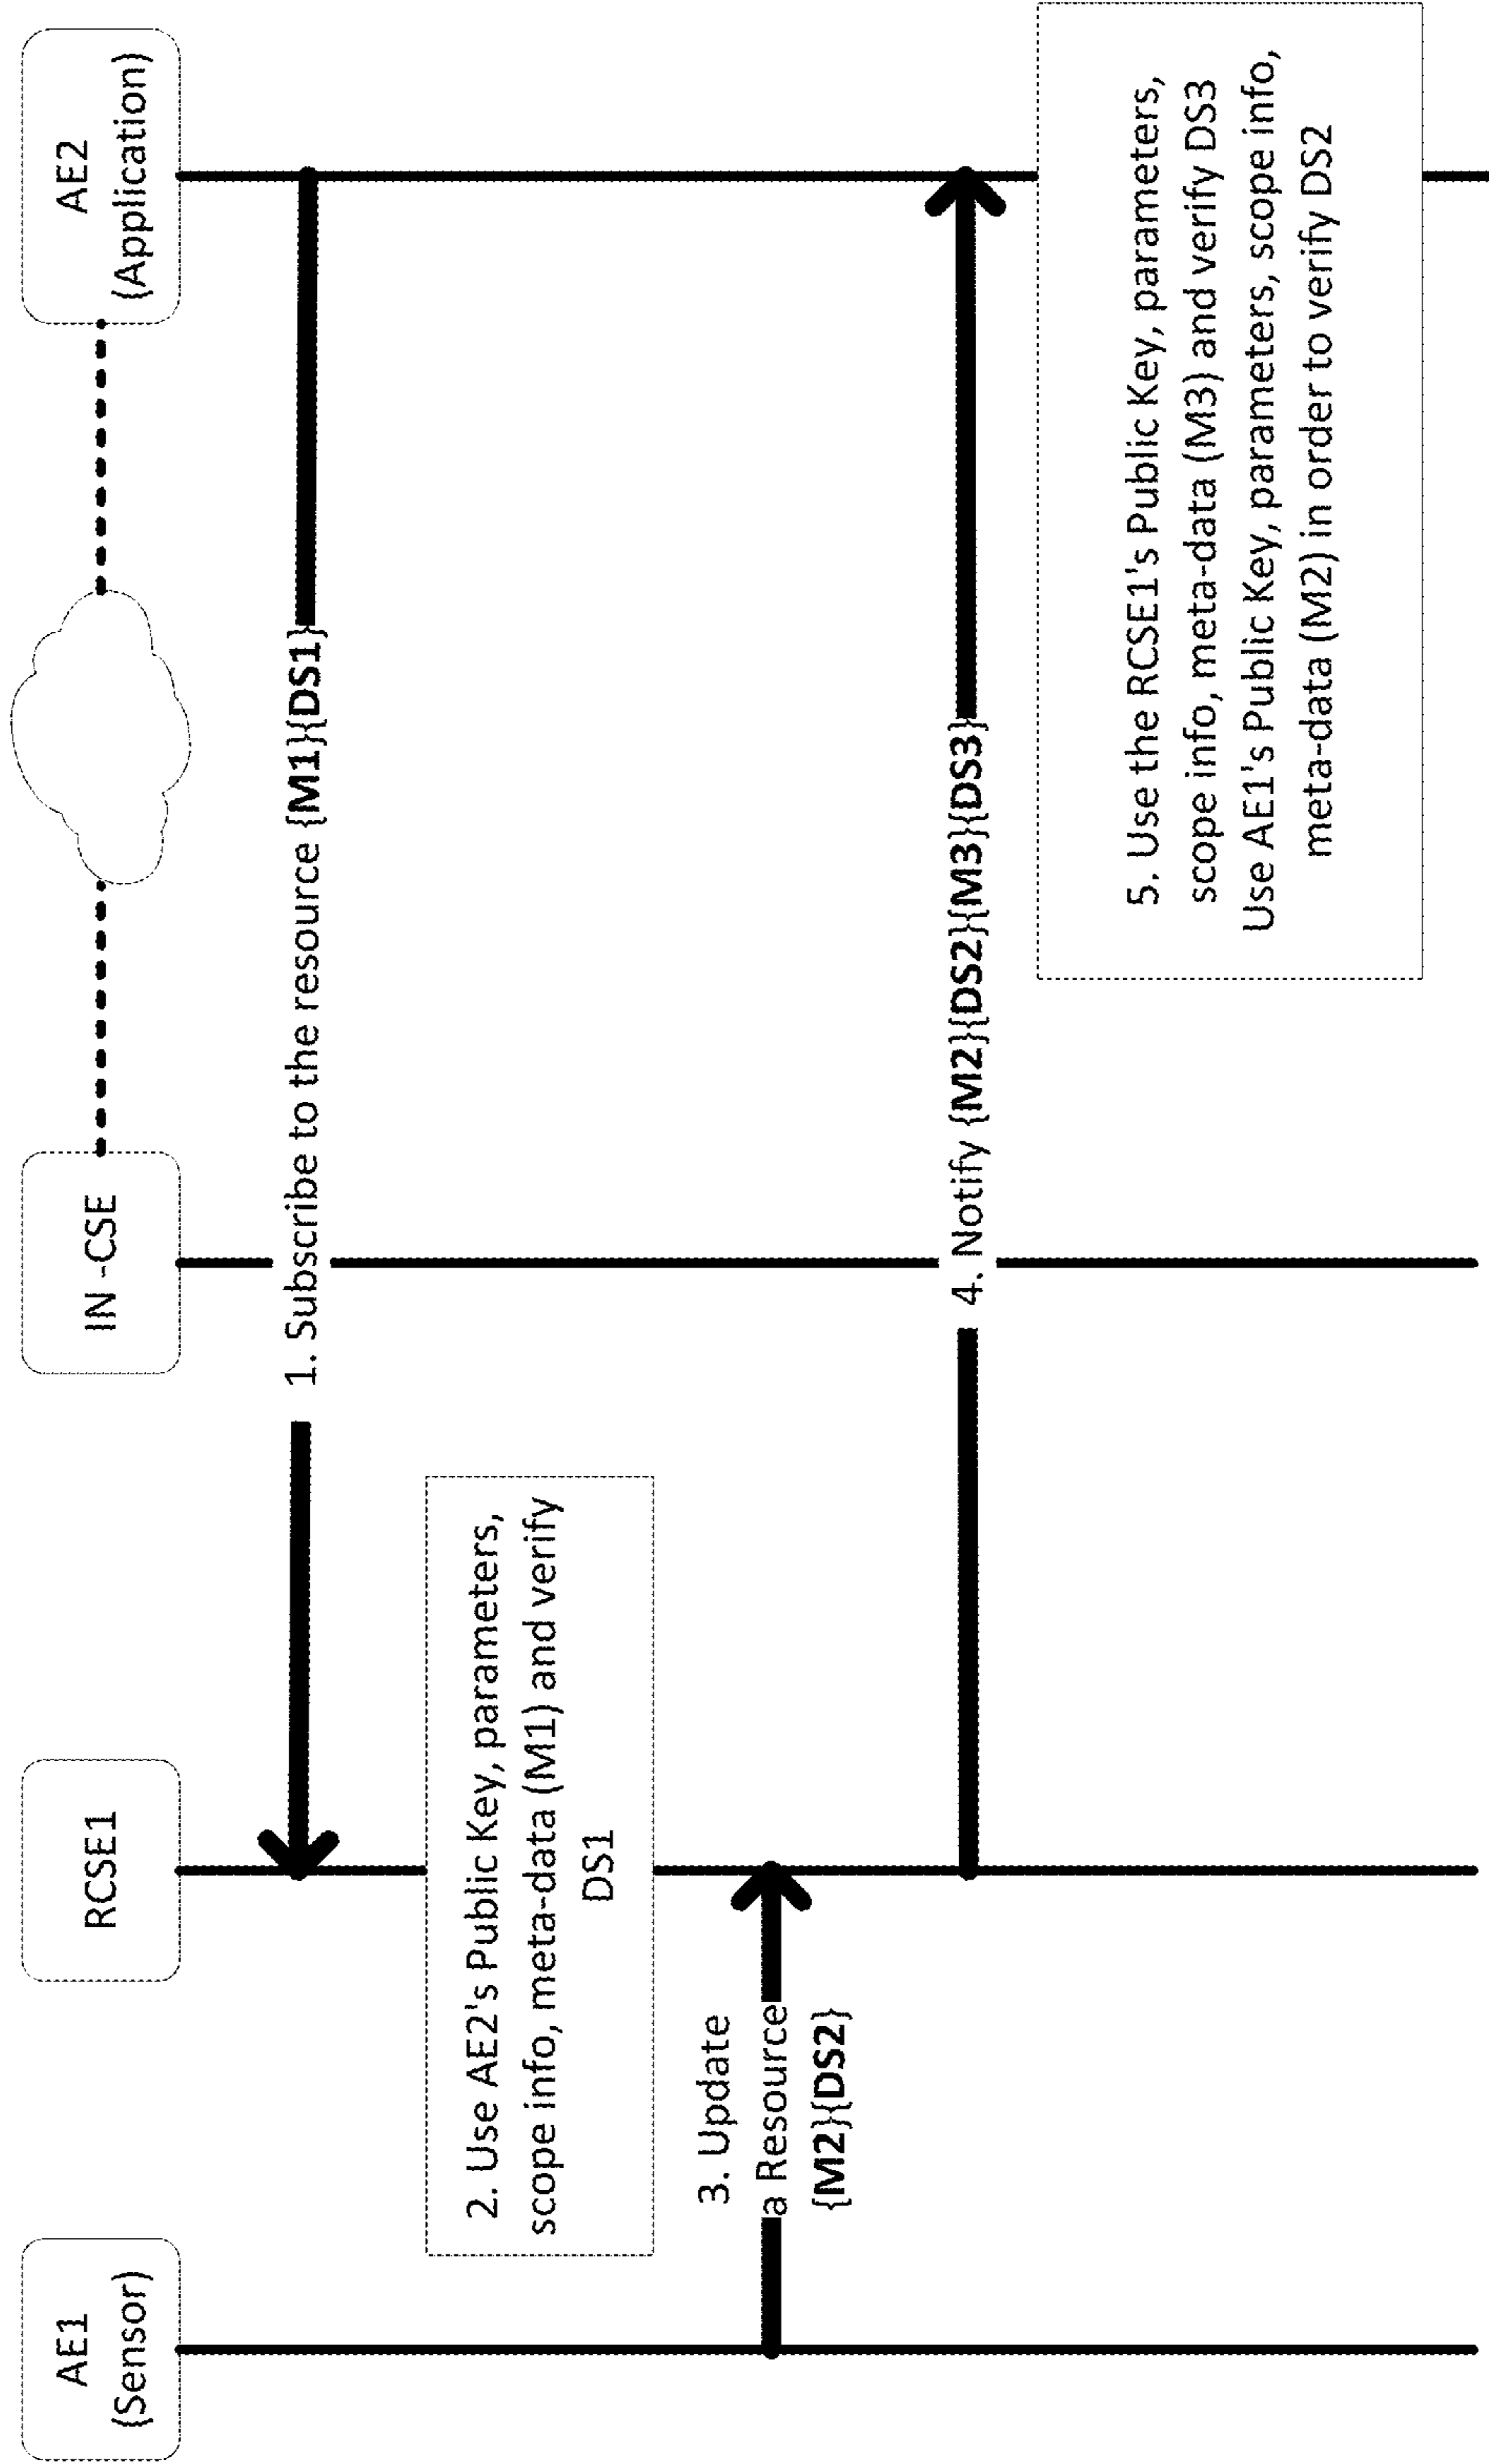 AE1
(Sensor)
RCSE1
IN -CSE
AE2
(Application)
1. Subscribe to the resource {M1}{DS1}
2. Use AE2's Public Key, parameters,
scope info, meta-data (M1) and verify
DS1
3. Update
a Resource
{M2}{DS2}
4. Notify {M2}{DS2}{M3}{DS3}
5. Use the RCSE1's Public Key, parameters,
scope info, meta-data (M3) and verify DS3
Use AE1's Public Key, parameters, scope info,
meta-data (M2) in order to verify DS2